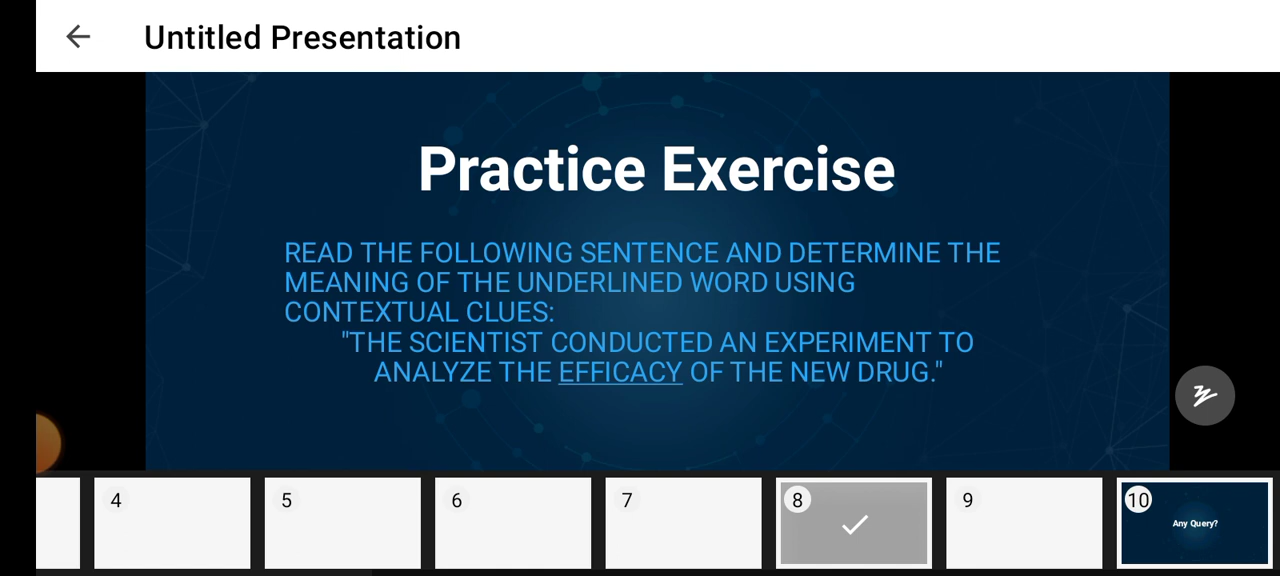 Untitled Presentation
Practice Exercise
READ THE FOLLOWING SENTENCE AND DETERMINE THE
MEANING OF THE UNDERLINED WORD USING
CONTEXTUAL CLUES:
"THE SCIENTIST CONDUCTED AN EXPERIMENT TO
ANALYZE THE EFFICACY OF THE NEW DRUG."
4 5 6 7 8 9 10
Any Query?